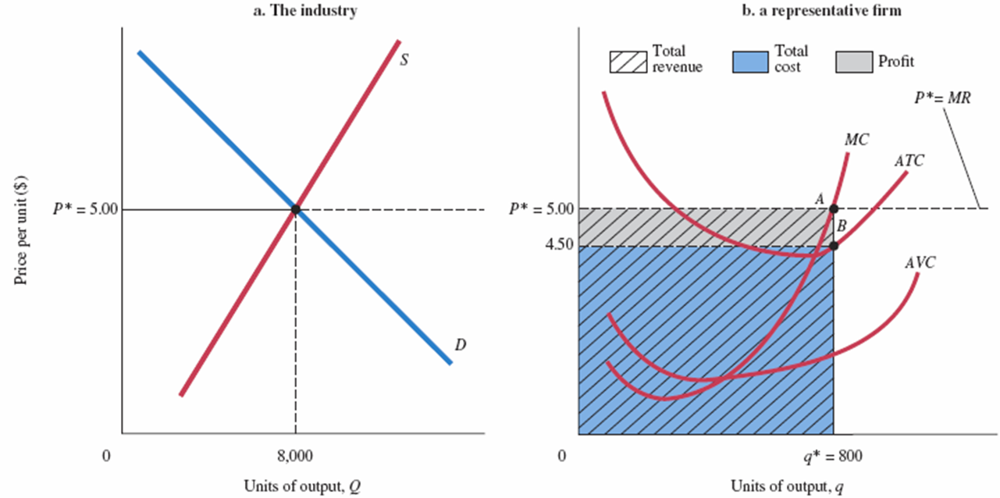 a. The industry
Price per unit ($)
S
P* = 5.00
D
0
8,000
Units of output, Q
b. a representative firm
Total
revenue
Total
cost
Profit
P*= MR
MC
ATC
A
P* = 5.00
B
4.50
AVC
0
q* = 800
Units of output, q